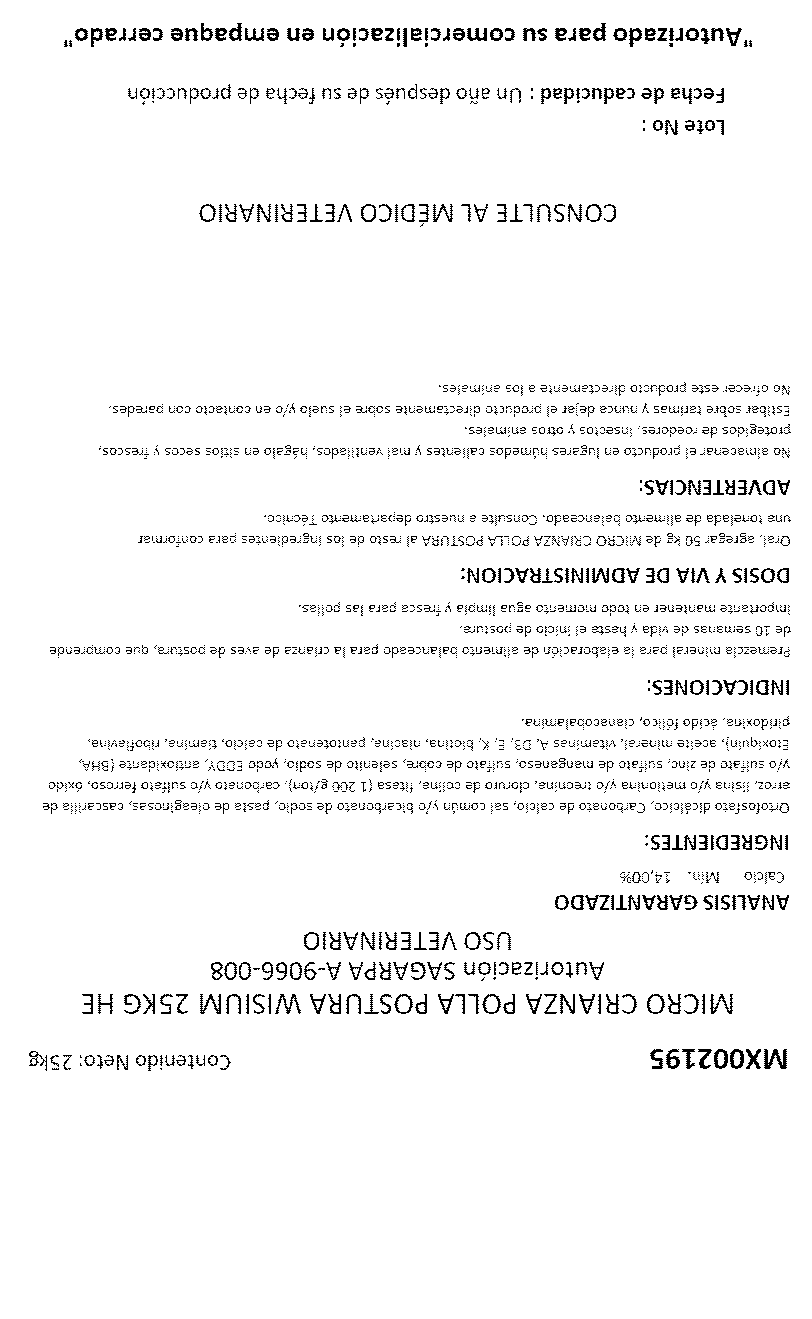 MX002195 Contenido Neto: 25kg
MICRO CRIANZA POLLA POSTURA WISIUM 25KG HE
Autorización SAGARPA A-9066-008
USO VETERINARIO
ANALISIS GARANTIZADO
Calcio Mín. 14,00%
INGREDIENTES:
Ortofosfato dicálcico, Carbonato de calcio, sal común y/o bicarbonato de sodio, pasta de oleaginosas, cascarilla de
arroz, lisina y/o metionina y/o treonina, cloruro de colina, fitasa (1 200 g/ton), carbonato y/o sulfato ferroso, óxido
y/o sulfato de zinc, sulfato de manganeso, sulfato de cobre, selenito de sodio, yodo EDDY, antioxidante (BHA,
Etoxiquin), aceite mineral, vitaminas A, D3, E, K, biotina, niacina, pantotenato de calcio, tiamina, riboflavina,
piridoxina, ácido fólico, cianacobalamina.
INDICACIONES:
Premezcla mineral para la elaboración de alimento balanceado para la crianza de aves de postura, que comprende
de 10 semanas de vida y hasta el inicio de postura.
Importante mantener en todo momento agua limpia y fresca para las pollas.
DOSIS Y VIA DE ADMINISTRACION:
Oral, agregar 50 kg de MICRO CRIANZA POLLA POSTURA al resto de los ingredientes para conformar
una tonelada de alimento balanceado. Consulte a nuestro departamento Técnico.
ADVERTENCIAS:
No almacenar el producto en lugares húmedos calientes y mal ventilados, hágalo en sitios secos y frescos,
protegidos de roedores, insectos y otros animales.
Estibar sobre tarimas y nunca dejar el producto directamente sobre el suelo y/o en contacto con paredes.
No ofrecer este producto directamente a los animales.
CONSULTE AL MÉDICO VETERINARIO
Lote No :
Fecha de caducidad : Un año después de su fecha de producción
"Autorizado para su comercialización en empaque cerrado"